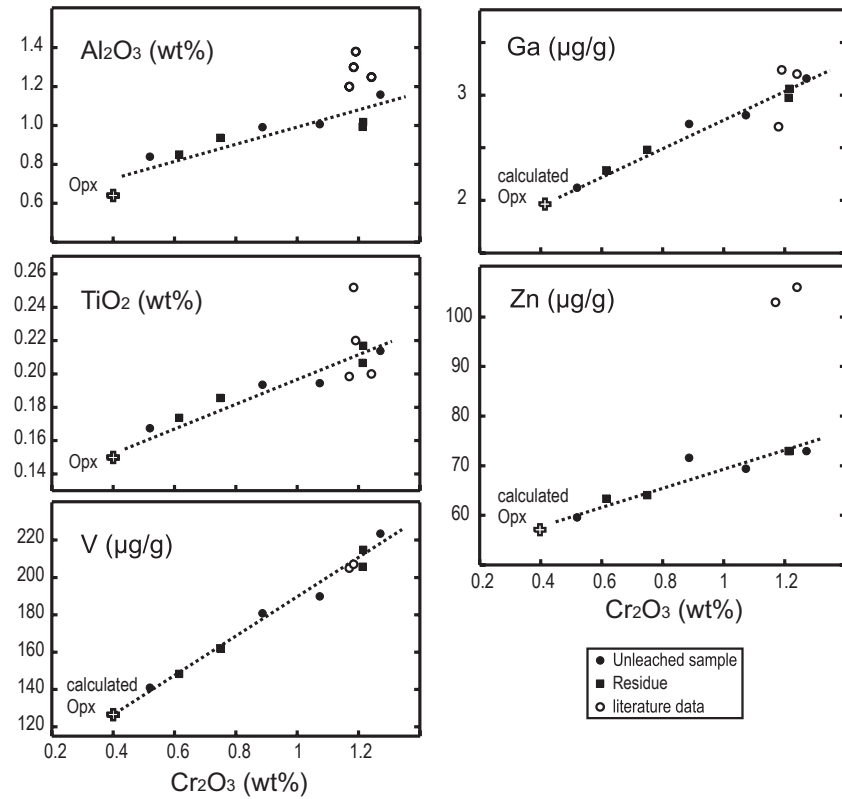 Al₂O₃ (wt%)
1.4
1.2
1.0
0.8
0.6
Opx
TiO₂ (wt%)
0.26
0.24
0.22
0.20
0.18
0.16
0.14
Opx
V (µg/g)
220
200
180
160
140
120
calculated
Opx
0.2 0.4 0.6 0.8 1 1.2
Cr₂O₃ (wt%)
Ga (µg/g)
3
2
calculated
Opx
Zn (µg/g)
100
90
80
70
60
calculated
Opx
0.2 0.4 0.6 0.8 1 1.2
Cr₂O₃ (wt%)
Unleached sample
Residue
literature data